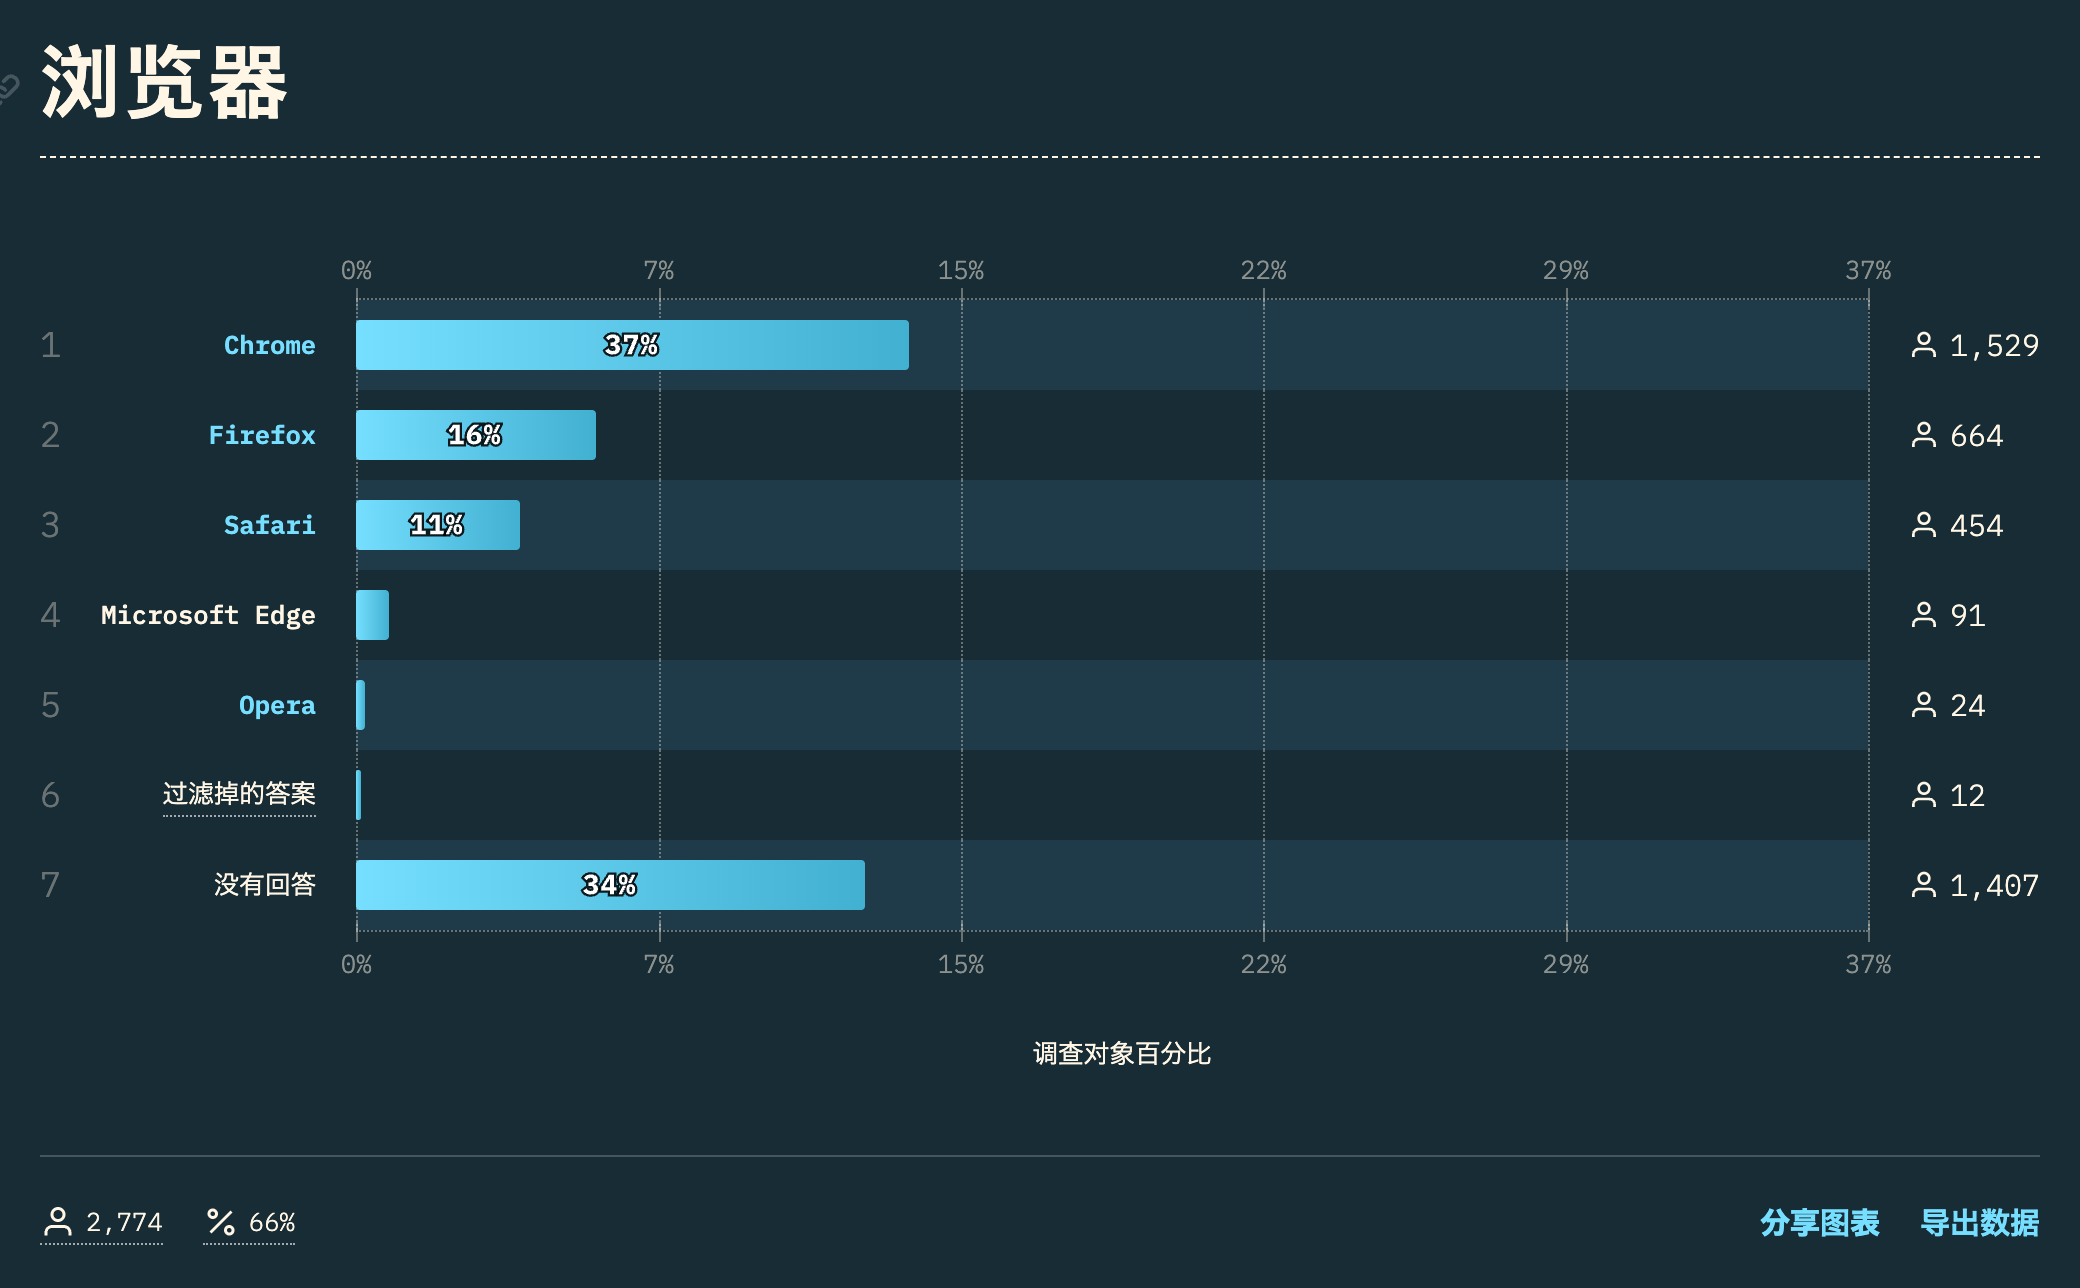 浏览器
0% 7% 15% 22% 29% 37%
1 Chrome 37% 1,529
2 Firefox 16% 664
3 Safari 11% 454
4 Microsoft Edge 91
5 Opera 24
6 过滤掉的答案 12
7 没有回答 34% 1,407
0% 7% 15% 22% 29% 37%
调查对象百分比
2,774 66% 分享图表 导出数据